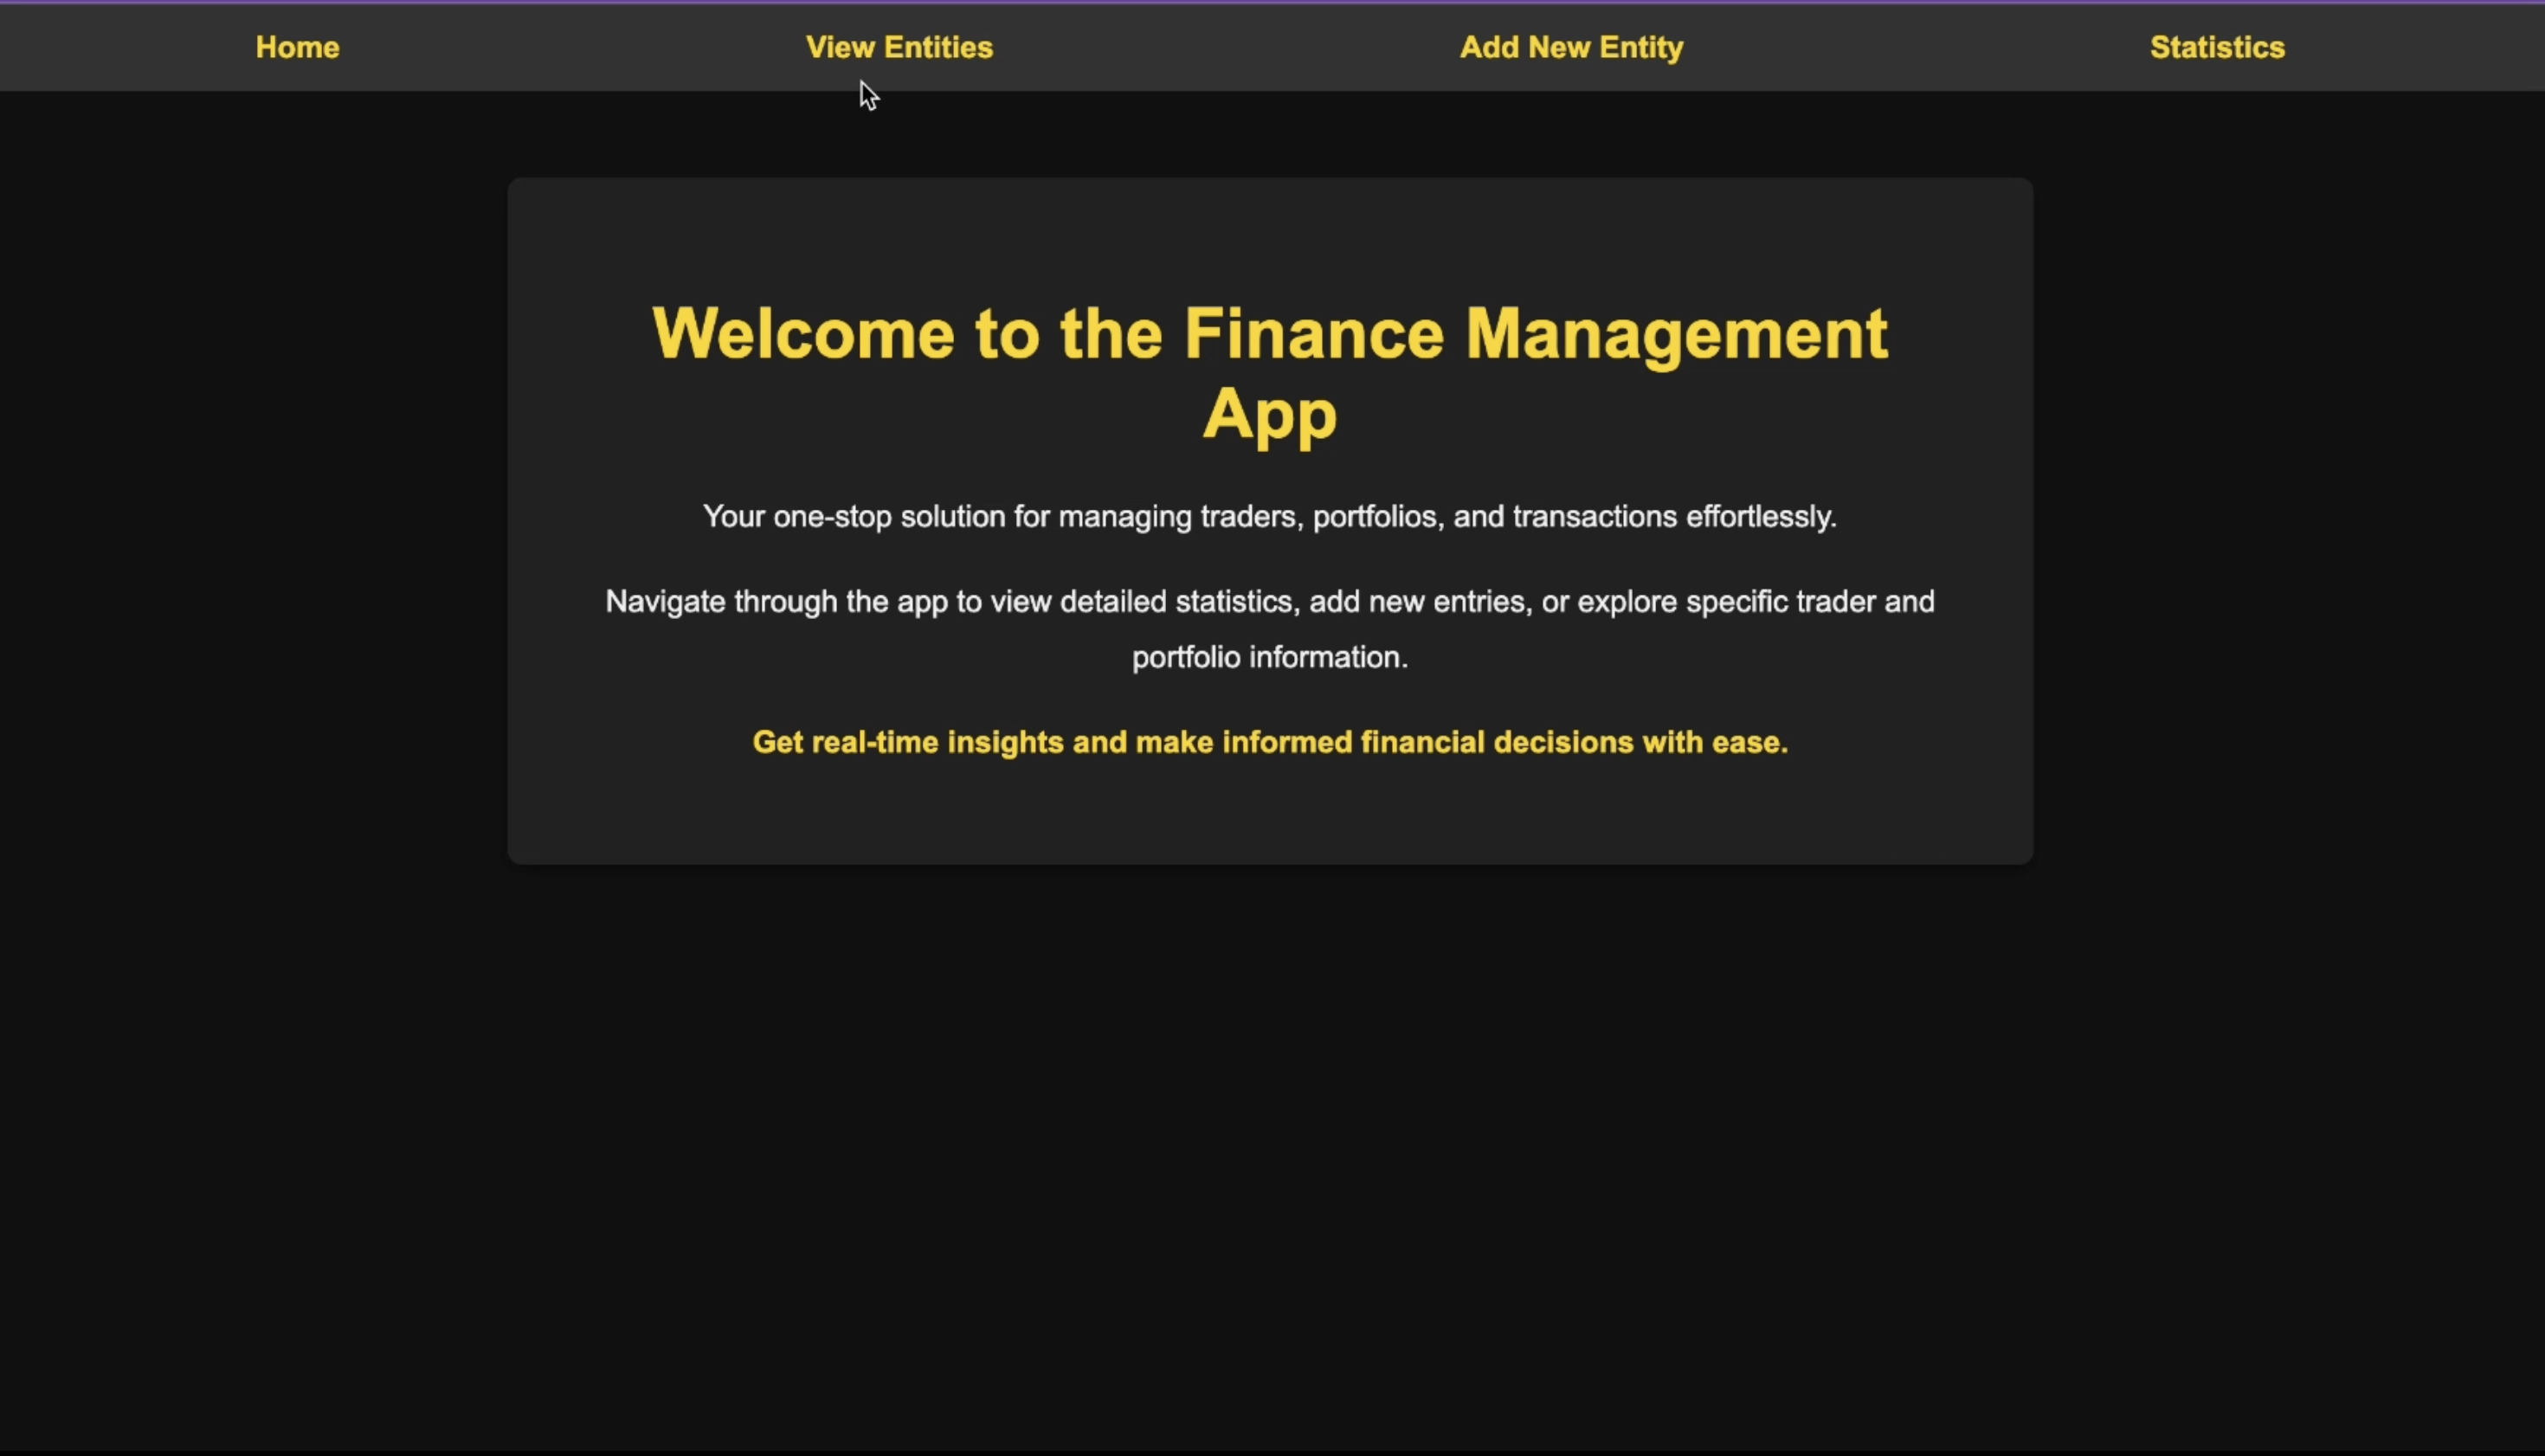 Home
View Entities
Add New Entity
Statistics
Welcome to the Finance Management
App
Your one-stop solution for managing traders, portfolios, and transactions effortlessly.
Navigate through the app to view detailed statistics, add new entries, or explore specific trader and
portfolio information.
Get real-time insights and make informed financial decisions with ease.